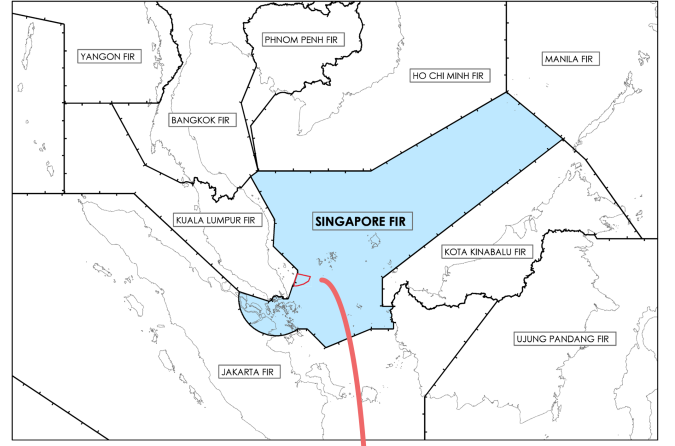 PHNOM PENH FIR
YANGON FIR
MANILA FIR
HO CHI MINH FIR
BANGKOK FIR
KUALA LUMPUR FIR
SINGAPORE FIR
KOTA KINABALU FIR
UJUNG PANDANG FIR
JAKARTA FIR